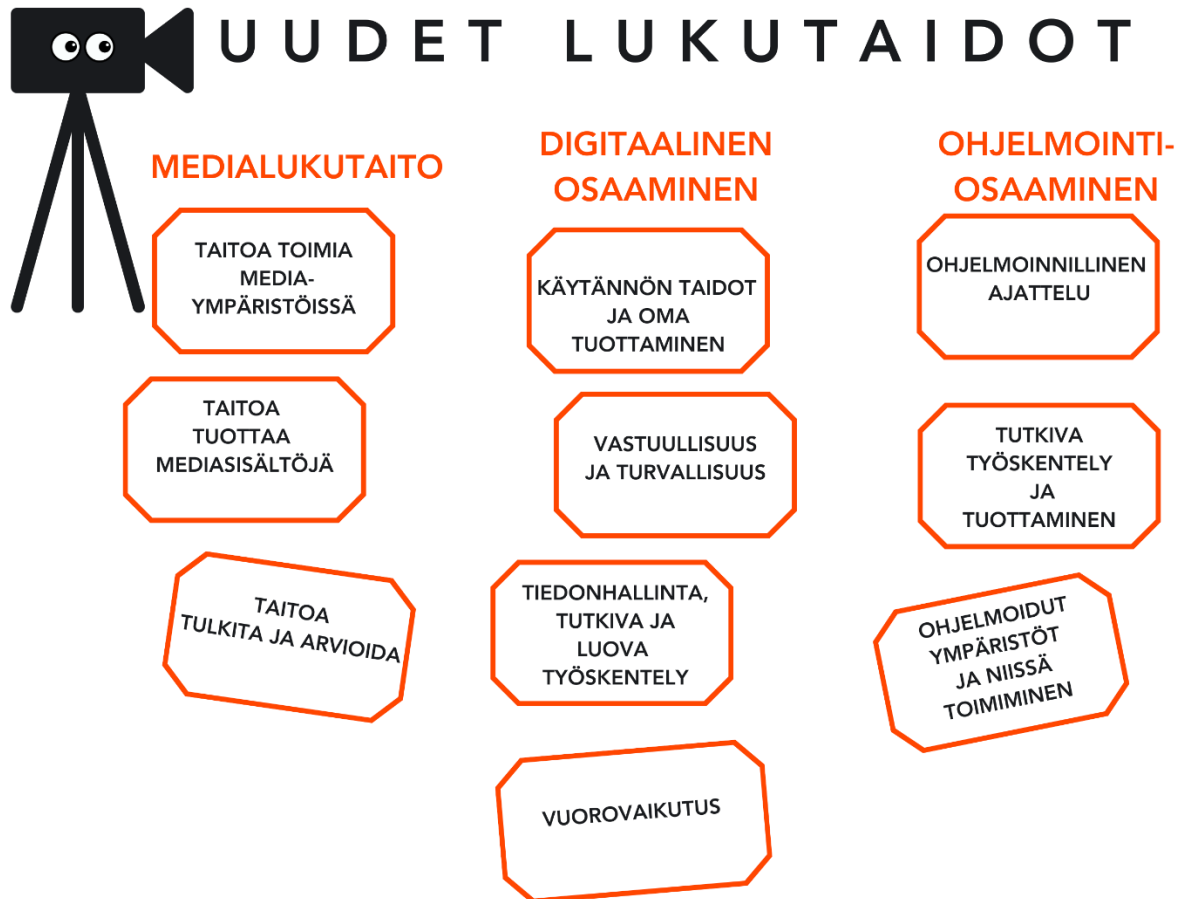 UUDET LUKUTAIDOT
MEDIALUKUTAITO
TAITOA TOIMIA
MEDIA-
YMPÄRISTÖISSÄ
TAITOA
TUOTTAA
MEDIASISÄLTÖJÄ
TAITOA
TULKITA JA ARVIOIDA
DIGITAALINEN
OSAAMINEN
KÄYTÄNNÖN TAIDOT
JA OMA
TUOTTAMINEN
VASTUULLISUUS
JA TURVALLISUUS
TIEDONHALLINTA,
TUTKIVA JA
LUOVA
TYÖSKENTELY
VUOROVAIKUTUS
OHJELMOINTI-
OSAAMINEN
OHJELMOINNILLINEN
AJATTELU
TUTKIVA
TYÖSKENTELY
JA
TUOTTAMINEN
OHJELMOIDUT
YMPÄRISTÖT
JA NIISSÄ
TOIMIMINEN